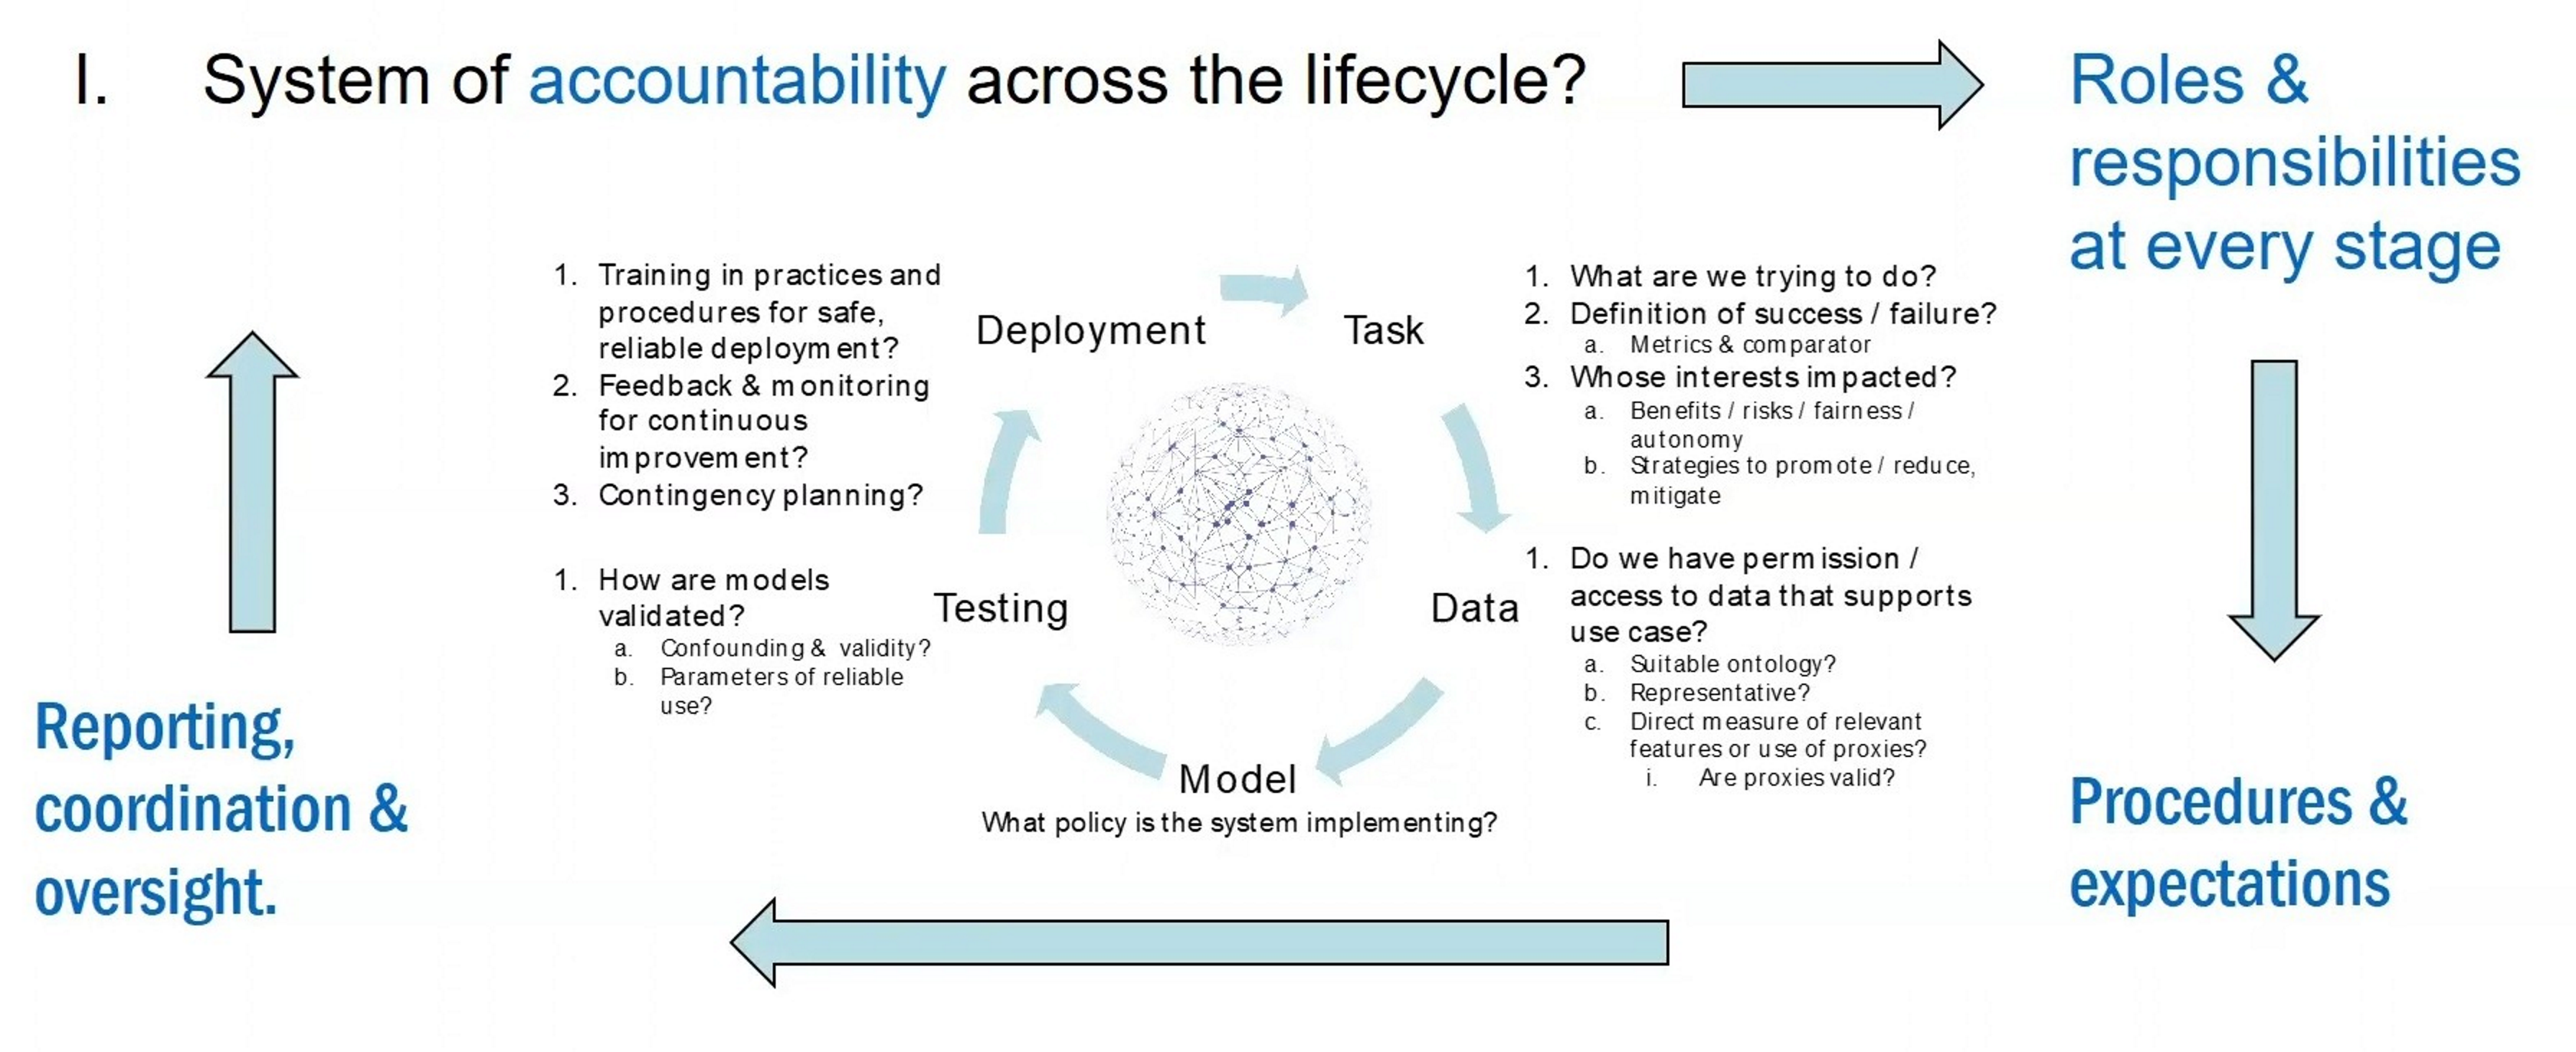 I. System of accountability across the lifecycle?
Roles &
responsibilities
at every stage
1. Training in practices and
procedures for safe,
reliable deployment?
2. Feedback & monitoring
for continuous
improvement?
3. Contingency planning?
Deployment
Task
1. What are we trying to do?
2. Definition of success / failure?
a. Metrics & comparator
3. Whose interests impacted?
a. Benefits / risks / fairness /
autonomy
b. Strategies to promote / reduce,
mitigate
1. How are models
validated?
a. Confounding & validity?
b. Parameters of reliable
use?
Testing
Data
1. Do we have permission /
access to data that supports
use case?
a. Suitable ontology?
b. Representative?
c. Direct measure of relevant
features or use of proxies?
i. Are proxies valid?
Model
What policy is the system implementing?
Reporting,
coordination &
oversight.
Procedures &
expectations